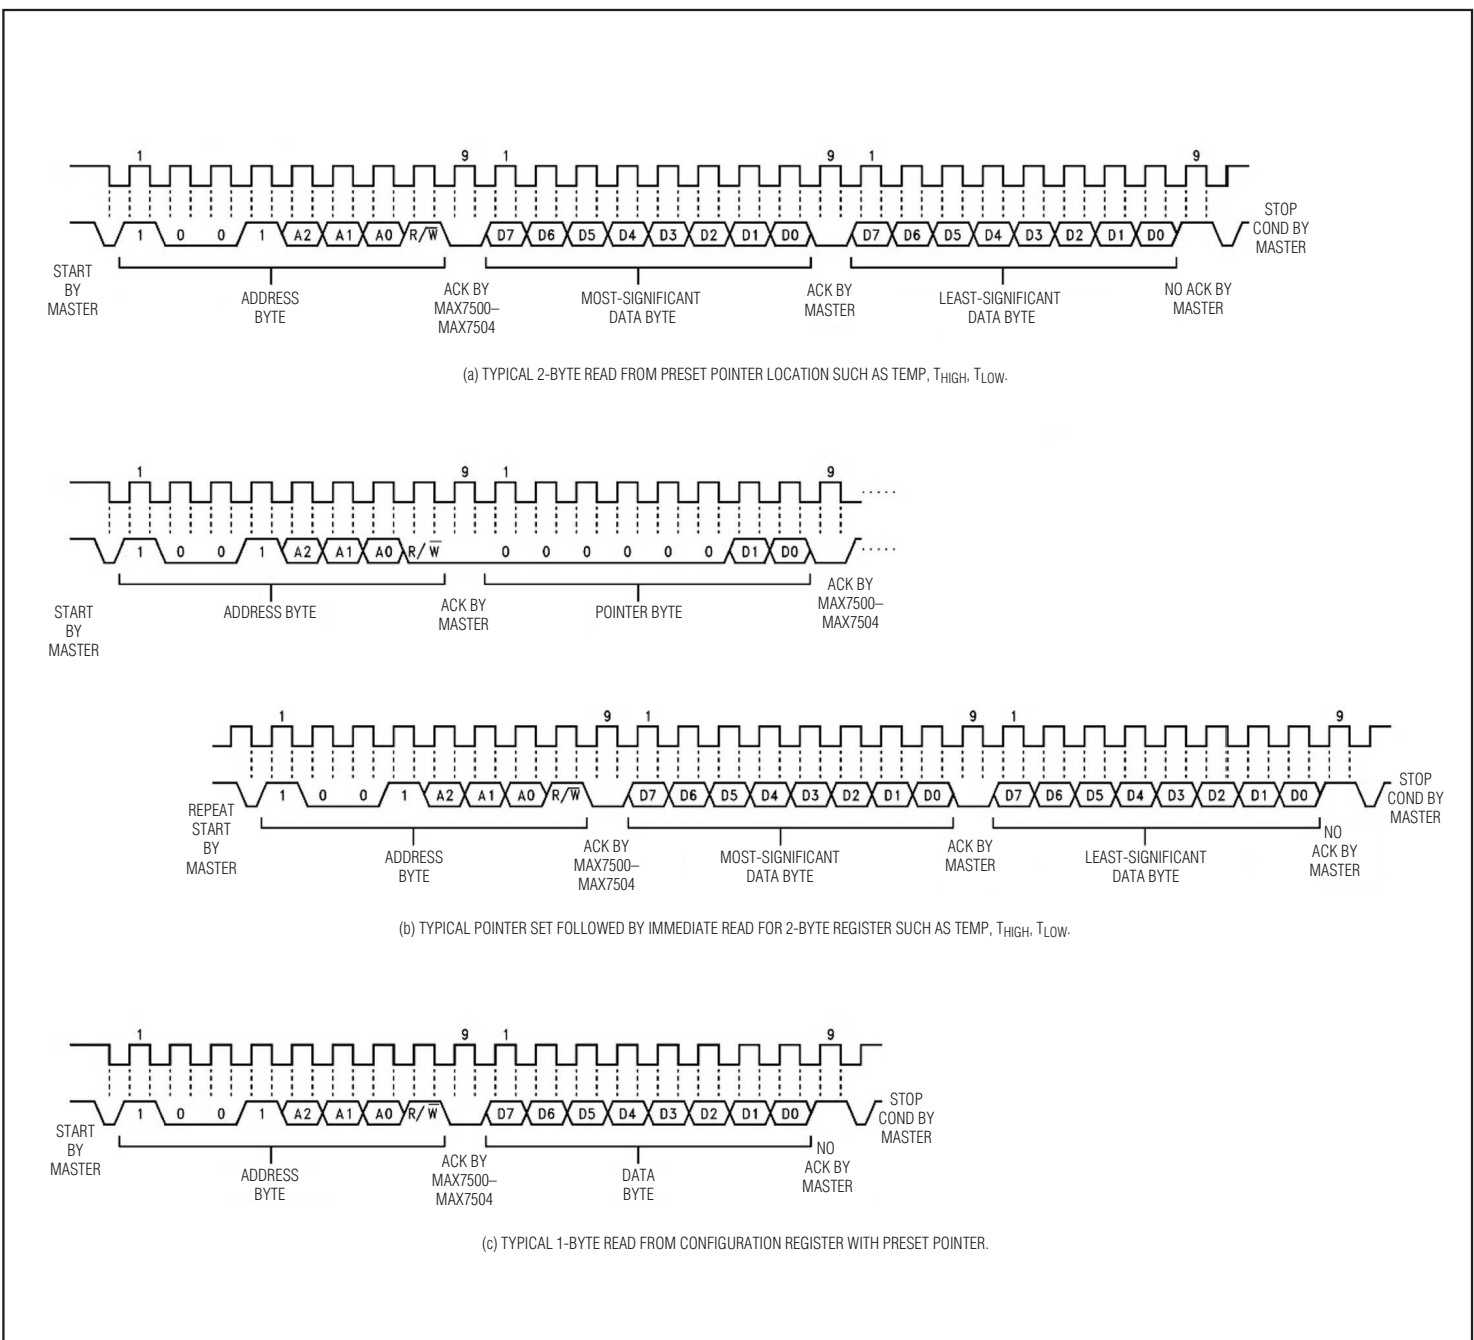 1 9 1 9 1 9
1 0 0 1 A2 A1 A0 R/W̅ D7 D6 D5 D4 D3 D2 D1 D0 D7 D6 D5 D4 D3 D2 D1 D0
STOP
COND BY
MASTER
START
BY
MASTER
ADDRESS
BYTE
ACK BY
MAX7500–
MAX7504
MOST-SIGNIFICANT
DATA BYTE
ACK BY
MASTER
LEAST-SIGNIFICANT
DATA BYTE
NO ACK BY
MASTER
(a) TYPICAL 2-BYTE READ FROM PRESET POINTER LOCATION SUCH AS TEMP, THIGH, TLOW.
1 9 1 9
1 0 0 1 A2 A1 A0 R/W̅ 0 0 0 0 0 0 D1 D0
START
BY
MASTER
ADDRESS BYTE
ACK BY
MASTER
POINTER BYTE
ACK BY
MAX7500–
MAX7504
1 9 1 9 1 9
1 0 0 1 A2 A1 A0 R/W̅ D7 D6 D5 D4 D3 D2 D1 D0 D7 D6 D5 D4 D3 D2 D1 D0
STOP
COND BY
MASTER
REPEAT
START
BY
MASTER
ADDRESS
BYTE
ACK BY
MAX7500–
MAX7504
MOST-SIGNIFICANT
DATA BYTE
ACK BY
MASTER
LEAST-SIGNIFICANT
DATA BYTE
NO
ACK BY
MASTER
(b) TYPICAL POINTER SET FOLLOWED BY IMMEDIATE READ FOR 2-BYTE REGISTER SUCH AS TEMP, THIGH, TLOW.
1 9 1 9
1 0 0 1 A2 A1 A0 R/W̅ D7 D6 D5 D4 D3 D2 D1 D0
STOP
COND BY
MASTER
START
BY
MASTER
ADDRESS
BYTE
ACK BY
MAX7500–
MAX7504
DATA
BYTE
NO
ACK BY
MASTER
(c) TYPICAL 1-BYTE READ FROM CONFIGURATION REGISTER WITH PRESET POINTER.